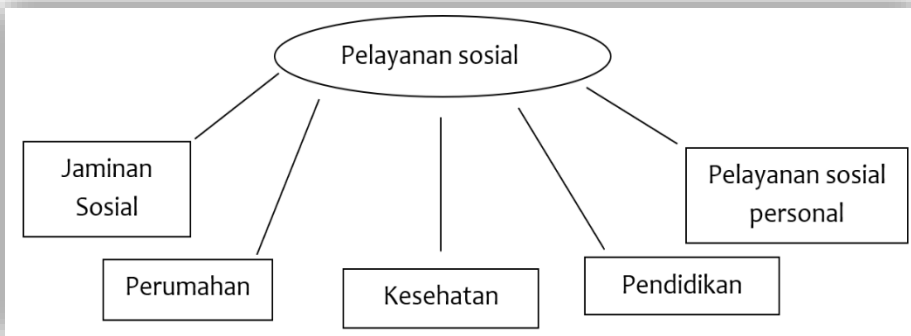 Pelayanan sosial
Jaminan
Sosial
Perumahan
Kesehatan
Pendidikan
Pelayanan sosial
personal